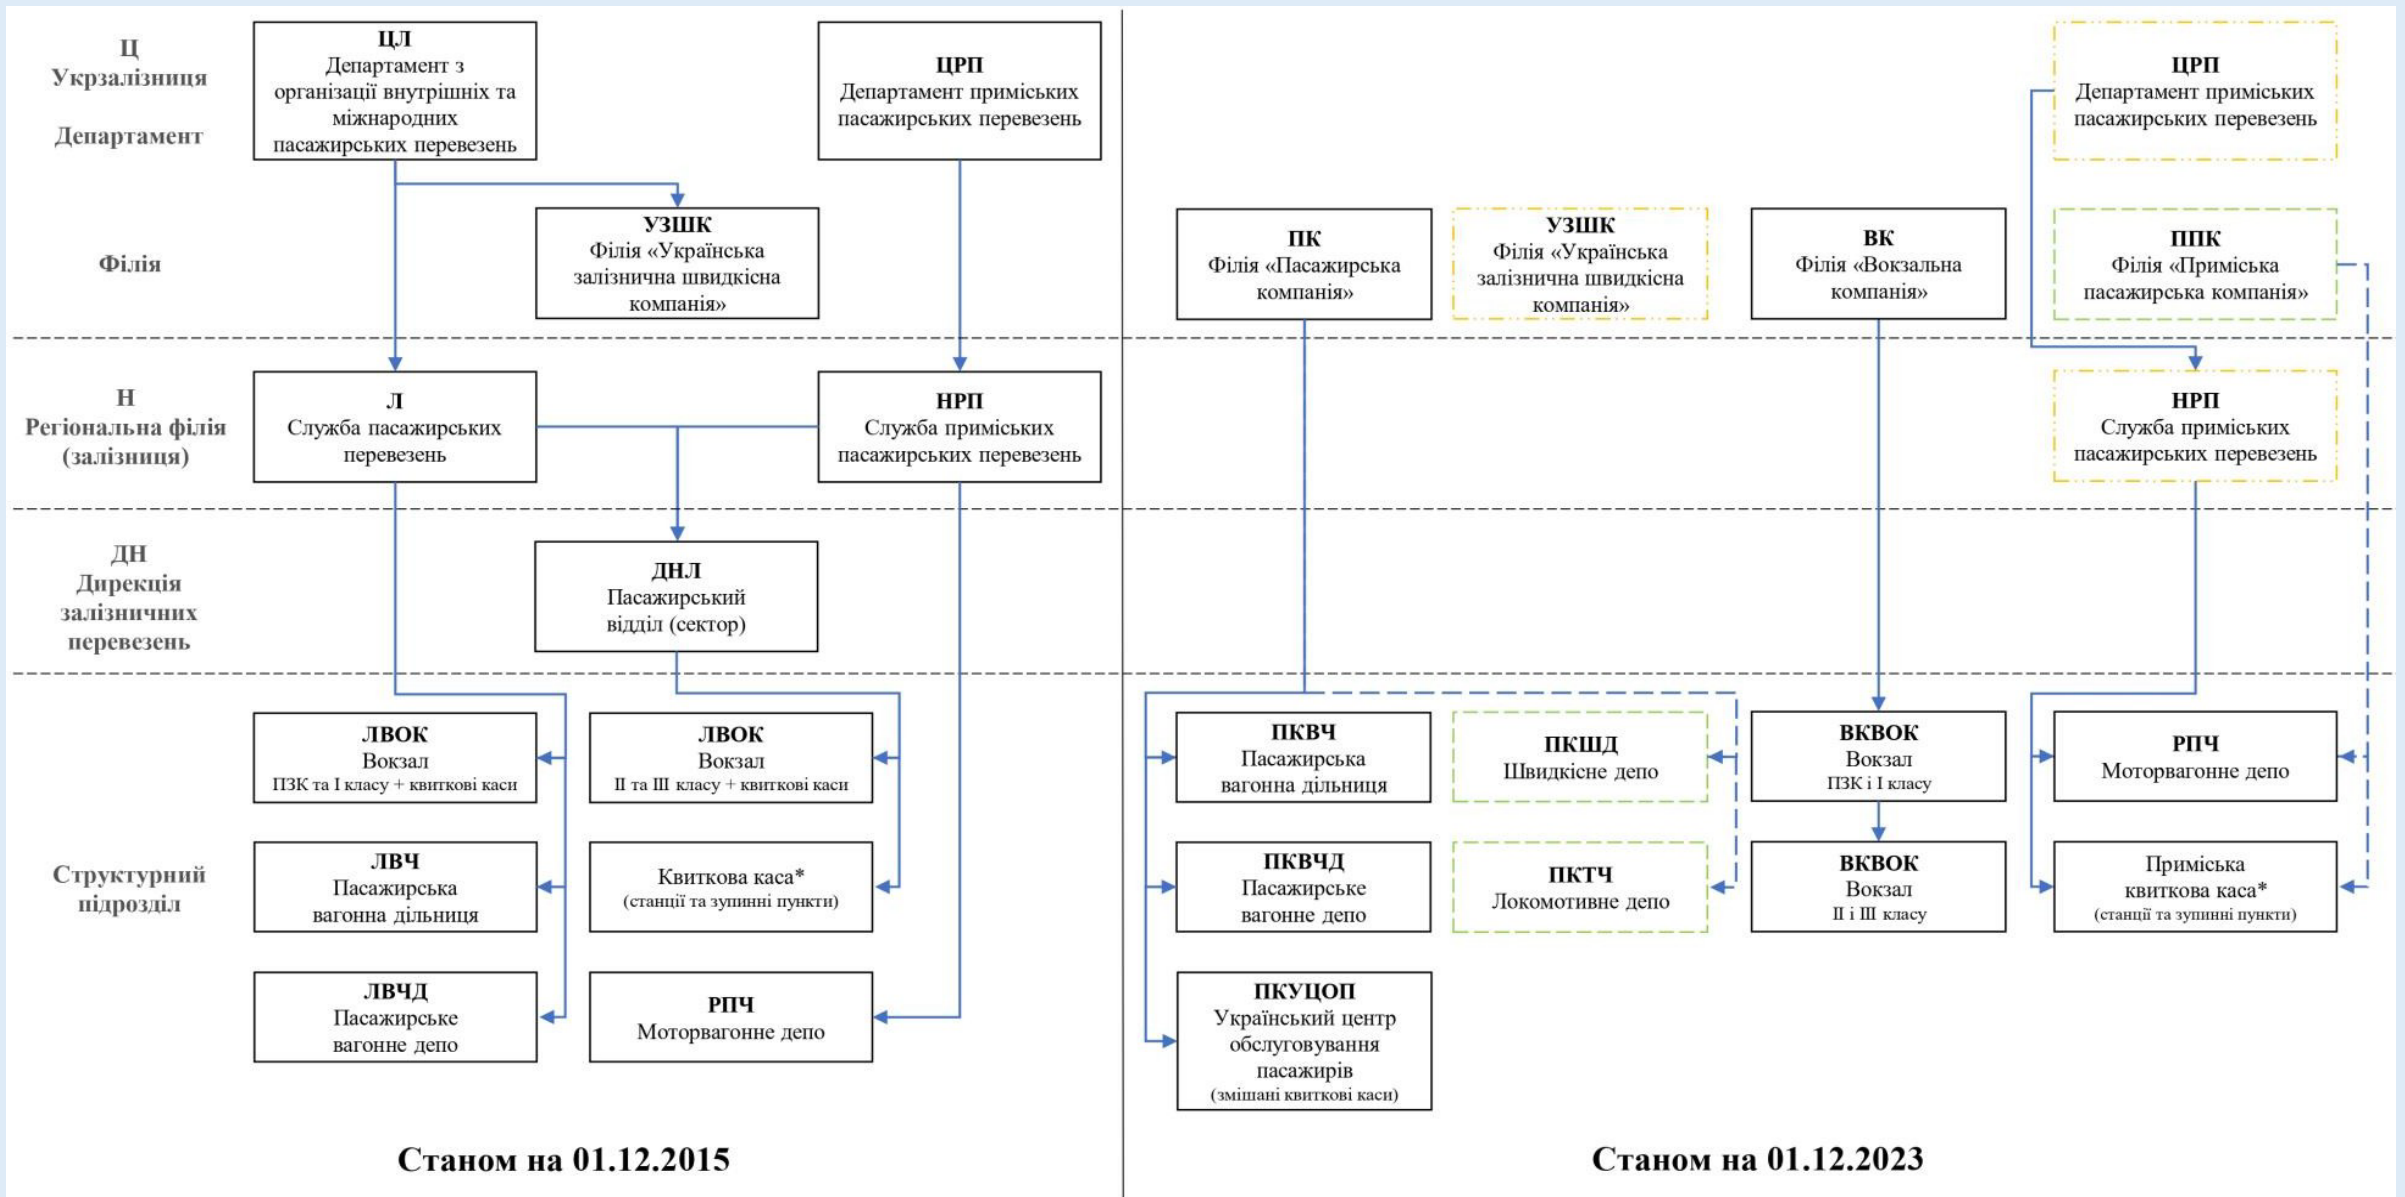 Ц
Укрзалізниця
Департамент
ЦЛ
Департамент з
організації внутрішніх та
міжнародних
пасажирських перевезень
ЦРП
Департамент приміських
пасажирських перевезень
Філія
УЗШК
Філія «Українська
залізнична швидкісна
компанія»
Н
Регіональна філія
(залізниця)
Л
Служба пасажирських
перевезень
НРП
Служба приміських
пасажирських перевезень
ДН
Дирекція
залізничних
перевезень
ДНЛ
Пасажирський
відділ (сектор)
Структурний
підрозділ
ЛВОК
Вокзал
ПЗК та І класу + квиткові каси
ЛВОК
Вокзал
ІІ та ІІІ класу + квиткові каси
ЛВЧ
Пасажирська
вагонна дільниця
Квиткова каса*
(станції та зупинні пункти)
ЛВЧД
Пасажирське
вагонне депо
РПЧ
Моторвагонне депо
Станом на 01.12.2015
ЦРП
Департамент приміських
пасажирських перевезень
ПК
Філія «Пасажирська
компанія»
УЗШК
Філія «Українська
залізнична швидкісна
компанія»
ВК
Філія «Вокзальна
компанія»
ППК
Філія «Приміська
пасажирська компанія»
НРП
Служба приміських
пасажирських перевезень
ПКВЧ
Пасажирська
вагонна дільниця
ПКШД
Швидкісне депо
ВКВОК
Вокзал
ПЗК і І класу
РПЧ
Моторвагонне депо
ПКВЧД
Пасажирське
вагонне депо
ПКТЧ
Локомотивне депо
ВКВОК
Вокзал
ІІ і ІІІ класу
Приміська
квиткова каса*
(станції та зупинні пункти)
ПКУЦОП
Український центр
обслуговування
пасажирів
(змішані квиткові каси)
Станом на 01.12.2023